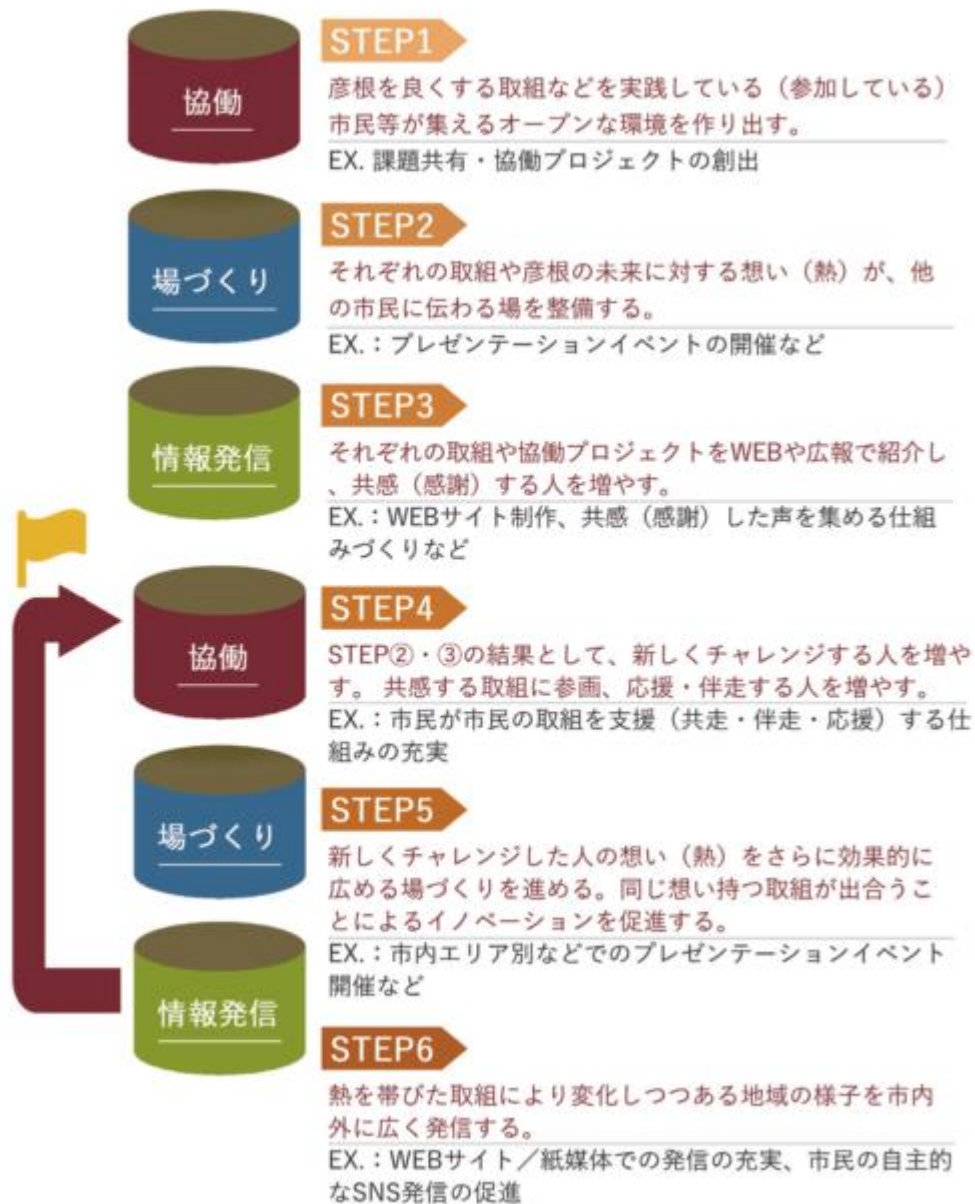 協働
STEP1
彦根を良くする取組などを実践している（参加している）
市民等が集えるオープンな環境を作り出す。
EX. 課題共有・協働プロジェクトの創出
場づくり
STEP2
それぞれの取組や彦根の未来に対する想い（熱）が、他
の市民に伝わる場を整備する。
EX.：プレゼンテーションイベントの開催など
情報発信
STEP3
それぞれの取組や協働プロジェクトをWEBや広報で紹介し
、共感（感謝）する人を増やす。
EX.：WEBサイト制作、共感（感謝）した声を集める仕組
みづくりなど
協働
STEP4
STEP②・③の結果として、新しくチャレンジする人を増や
す。 共感する取組に参画、応援・伴走する人を増やす。
EX.：市民が市民の取組を支援（共走・伴走・応援）する仕
組みの充実
場づくり
STEP5
新しくチャレンジした人の想い（熱）をさらに効果的に
広める場づくりを進める。同じ想い持つ取組が出合うこ
とによるイノベーションを促進する。
EX.：市内エリア別などでのプレゼンテーションイベント
開催など
情報発信
STEP6
熱を帯びた取組により変化しつつある地域の様子を市内
外に広く発信する。
EX.：WEBサイト／紙媒体での発信の充実、市民の自主的
なSNS発信の促進